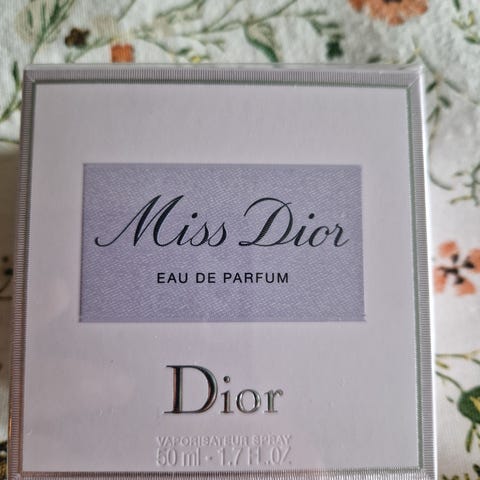 Miss Dior
EAU DE PARFUM
Dior
VAPORISATEUR SPRAY
50 ml - 1.7 FL.OZ